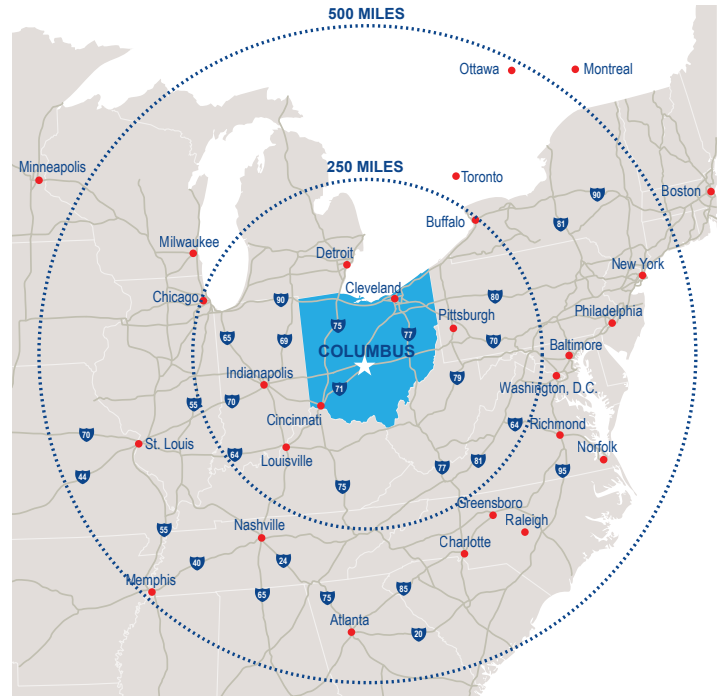 500 MILES
Ottawa
Montreal
Minneapolis
250 MILES
Toronto
Boston
90
Buffalo
81
Milwaukee
Detroit
New York
Cleveland
Chicago
90
80
Philadelphia
Pittsburgh
75
77
65
69
70
Baltimore
COLUMBUS
Indianapolis
79
Washington, D.C.
71
55
70
Cincinnati
64
Richmond
70
St. Louis
Norfolk
64
Louisville
81
77
95
44
75
Greensboro
Raleigh
55
Nashville
Charlotte
40
24
Memphis
65
75
85
Atlanta
20